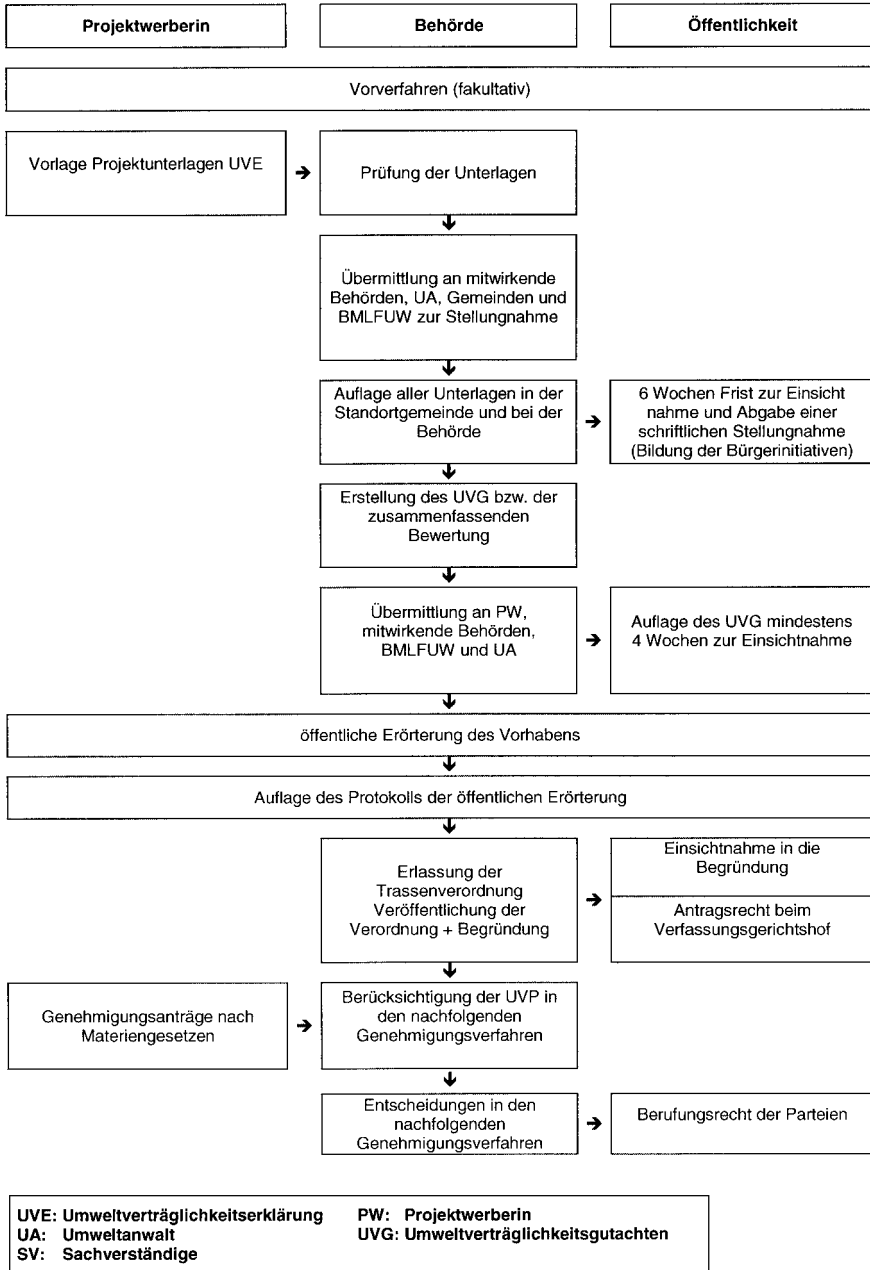 Projektwerberin
Behörde
Öffentlichkeit
Vorverfahren (fakultativ)
Vorlage Projektunterlagen UVE
➔
Prüfung der Unterlagen
Übermittlung an mitwirkende
Behörden, UA, Gemeinden und
BMLFUW zur Stellungnahme
Auflage aller Unterlagen in der
Standortgemeinde und bei der
Behörde
6 Wochen Frist zur Einsicht
nahme und Abgabe einer
schriftlichen Stellungnahme
(Bildung der Bürgerinitiativen)
Erstellung des UVG bzw. der
zusammenfassenden
Bewertung
Übermittlung an PW,
mitwirkende Behörden,
BMLFUW und UA
Auflage des UVG mindestens
4 Wochen zur Einsichtnahme
öffentliche Erörterung des Vorhabens
Auflage des Protokolls der öffentlichen Erörterung
Erlassung der
Trassenverordnung
Veröffentlichung der
Verordnung + Begründung
Einsichtnahme in die
Begründung
Antragsrecht beim
Verfassungsgerichtshof
Genehmigungsanträge nach
Materiengesetzen
Berücksichtigung der UVP in
den nachfolgenden
Genehmigungsverfahren
Entscheidungen in den
nachfolgenden
Genehmigungsverfahren
Berufungsrecht der Parteien
UVE: Umweltverträglichkeitserklärung PW: Projektwerberin
UA: Umweltanwalt UVG: Umweltverträglichkeitsgutachten
SV: Sachverständige